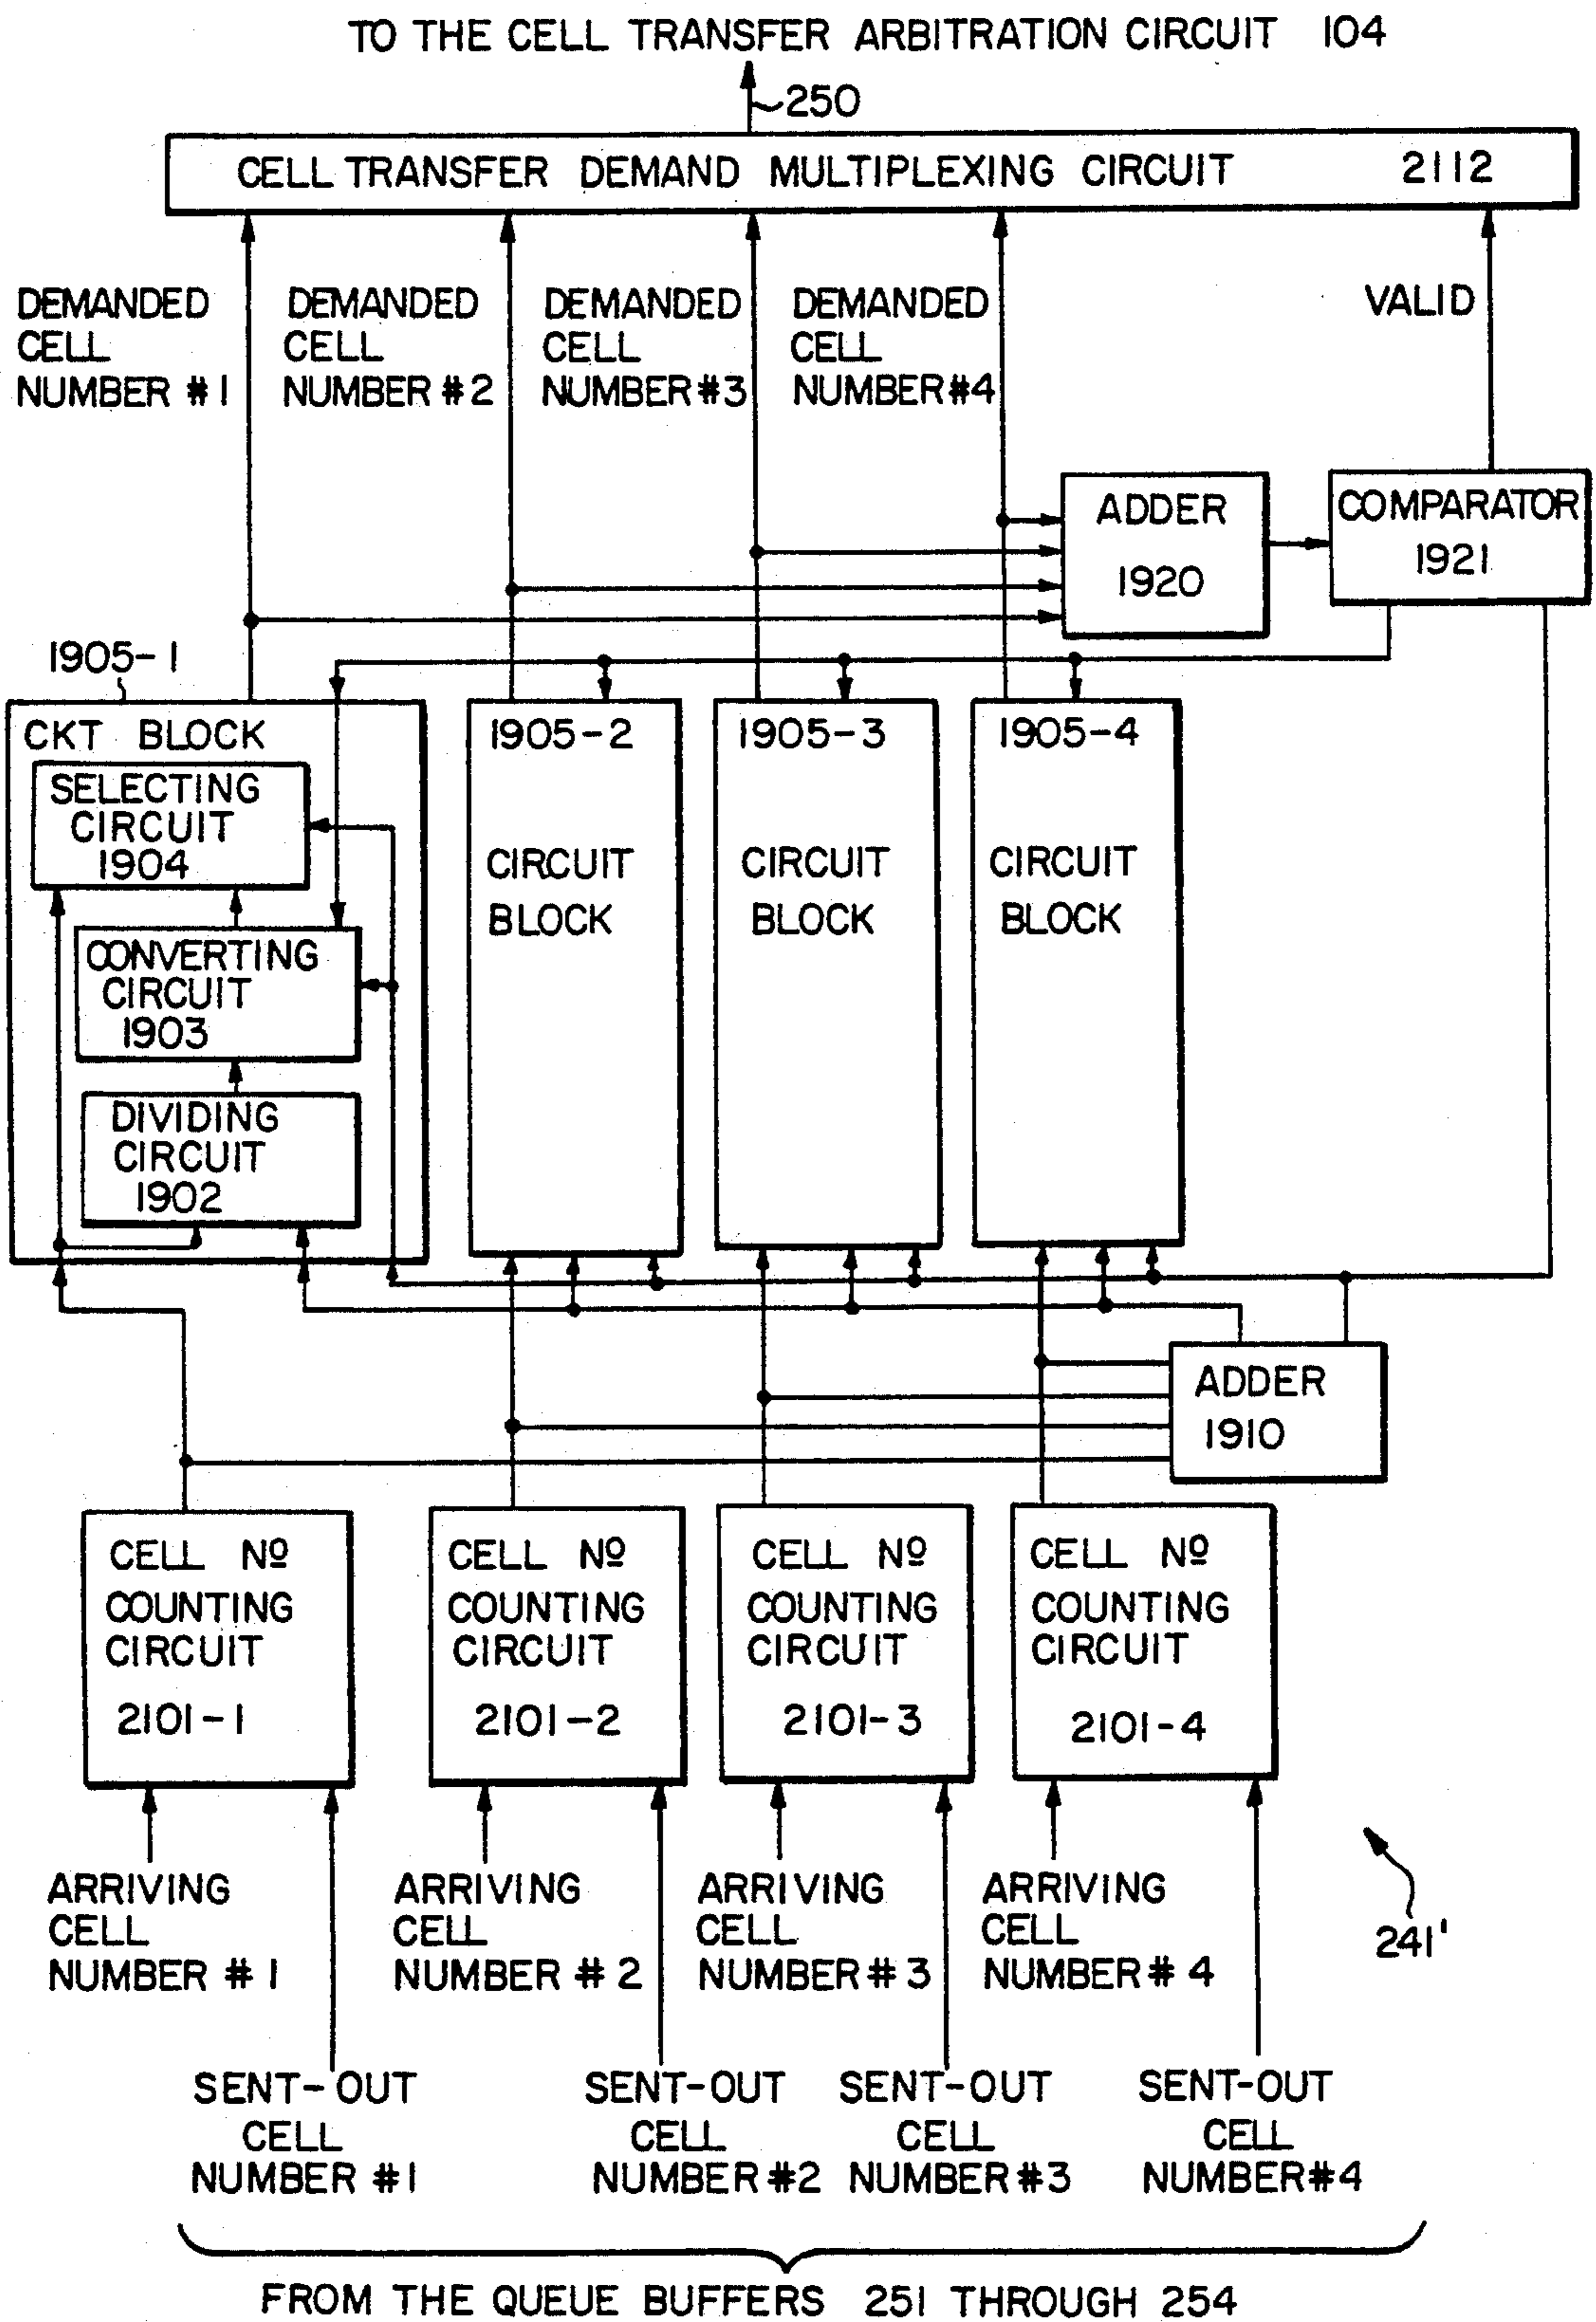 TO THE CELL TRANSFER ARBITRATION CIRCUIT 104
250
CELL TRANSFER DEMAND MULTIPLEXING CIRCUIT 2112
DEMANDED
CELL
NUMBER #1
DEMANDED
CELL
NUMBER #2
DEMANDED
CELL
NUMBER #3
DEMANDED
CELL
NUMBER #4
VALID
ADDER
1920
COMPARATOR
1921
1905-1
CKT BLOCK
SELECTING
CIRCUIT
1904
CONVERTING
CIRCUIT
1903
DIVIDING
CIRCUIT
1902
1905-2
CIRCUIT
BLOCK
1905-3
CIRCUIT
BLOCK
1905-4
CIRCUIT
BLOCK
ADDER
1910
CELL Nº
COUNTING
CIRCUIT
2101-1
CELL Nº
COUNTING
CIRCUIT
2101-2
CELL Nº
COUNTING
CIRCUIT
2101-3
CELL Nº
COUNTING
CIRCUIT
2101-4
ARRIVING
CELL
NUMBER #1
ARRIVING
CELL
NUMBER #2
ARRIVING
CELL
NUMBER #3
ARRIVING
CELL
NUMBER #4
241'
SENT-OUT
CELL
NUMBER #1
SENT-OUT
CELL
NUMBER #2
SENT-OUT
CELL
NUMBER #3
SENT-OUT
CELL
NUMBER #4
FROM THE QUEUE BUFFERS 251 THROUGH 254